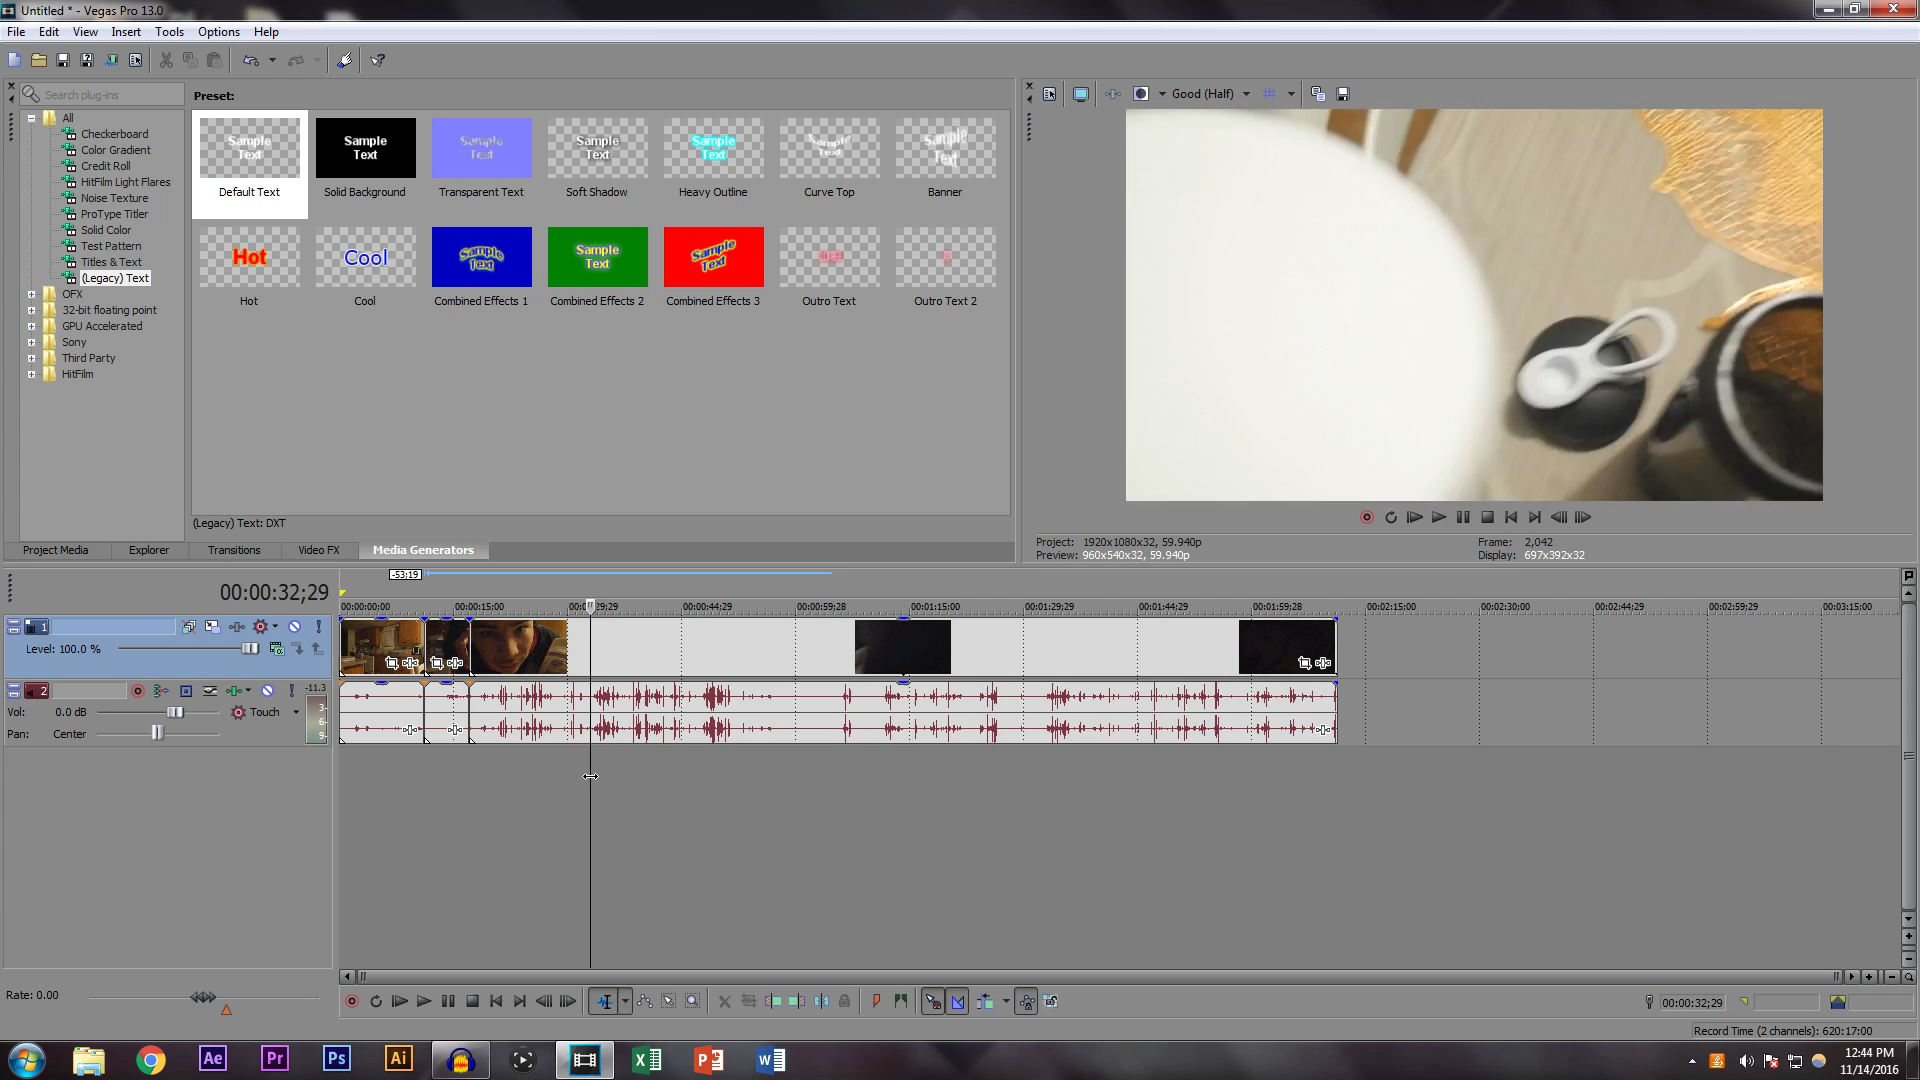 Untitled * - Vegas Pro 13.0
File Edit View Insert Tools Options Help
Search plug-ins
Preset:
All
Checkerboard
Color Gradient
Credit Roll
HitFilm Light Flares
Noise Texture
ProType Titler
Solid Color
Test Pattern
Titles & Text
(Legacy) Text
OFX
32-bit floating point
GPU Accelerated
Sony
Third Party
HitFilm
Sample Text
Sample Text
Sample Text
Sample Text
Sample Text
Sample Text
Sample Text
Default Text
Solid Background
Transparent Text
Soft Shadow
Heavy Outline
Curve Top
Banner
Hot
Cool
Sample Text
Sample Text
Sample Text
Hot
Cool
Combined Effects 1
Combined Effects 2
Combined Effects 3
Outro Text
Outro Text 2
(Legacy) Text: DXT
Project Media
Explorer
Transitions
Video FX
Media Generators
Good (Half)
Project: 1920x1080x32, 59.940p
Preview: 960x540x32, 59.940p
Frame: 2,042
Display: 697x392x32
00:00:32;29
-53;19
00:00:00;00
00:00:15;00
00:00:44;29
00:00:59;28
00:01:15;00
00:01:29;29
00:01:44;29
00:01:59;28
00:02:15;00
00:02:30;00
00:02:44;29
00:02:59;29
00:03:15;00
1
Level: 100.0 %
2
-11.3
Vol: 0.0 dB
Touch
Pan: Center
3-
6-
9-
Rate: 0.00
00:00:32;29
Record Time (2 channels): 620:17:00
Ae
Pr
Ps
Ai
12:44 PM
11/14/2016